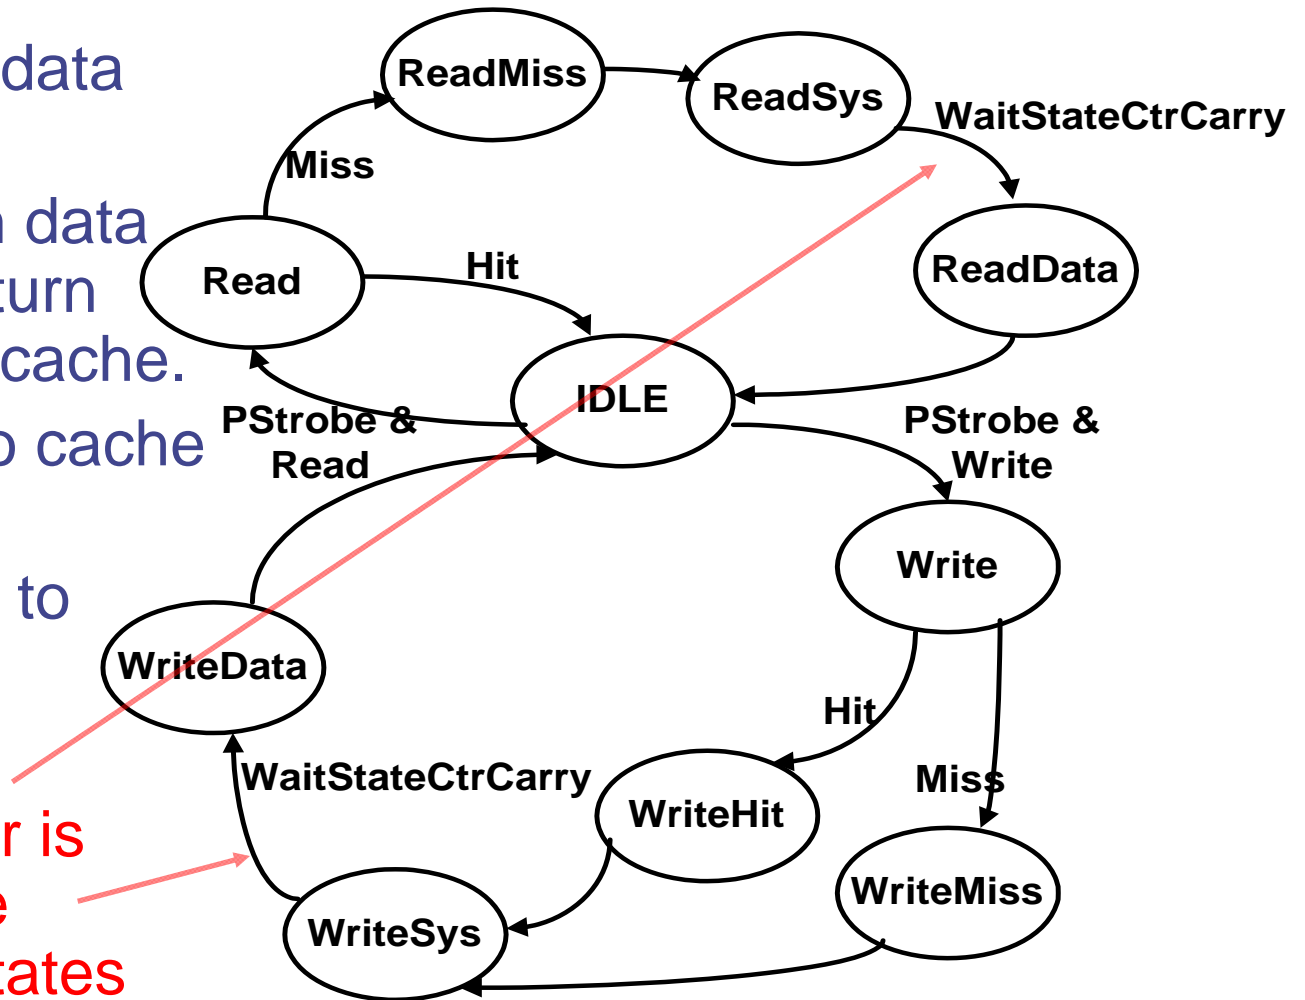 data
n data
turn
cache.
o cache
to
r is
e
tates
ReadMiss
ReadSys
WaitStateCtrCarry
Miss
Read
Hit
ReadData
IDLE
PStrobe &
Read
PStrobe &
Write
Write
WriteData
Hit
WaitStateCtrCarry
Miss
WriteHit
WriteMiss
WriteSys